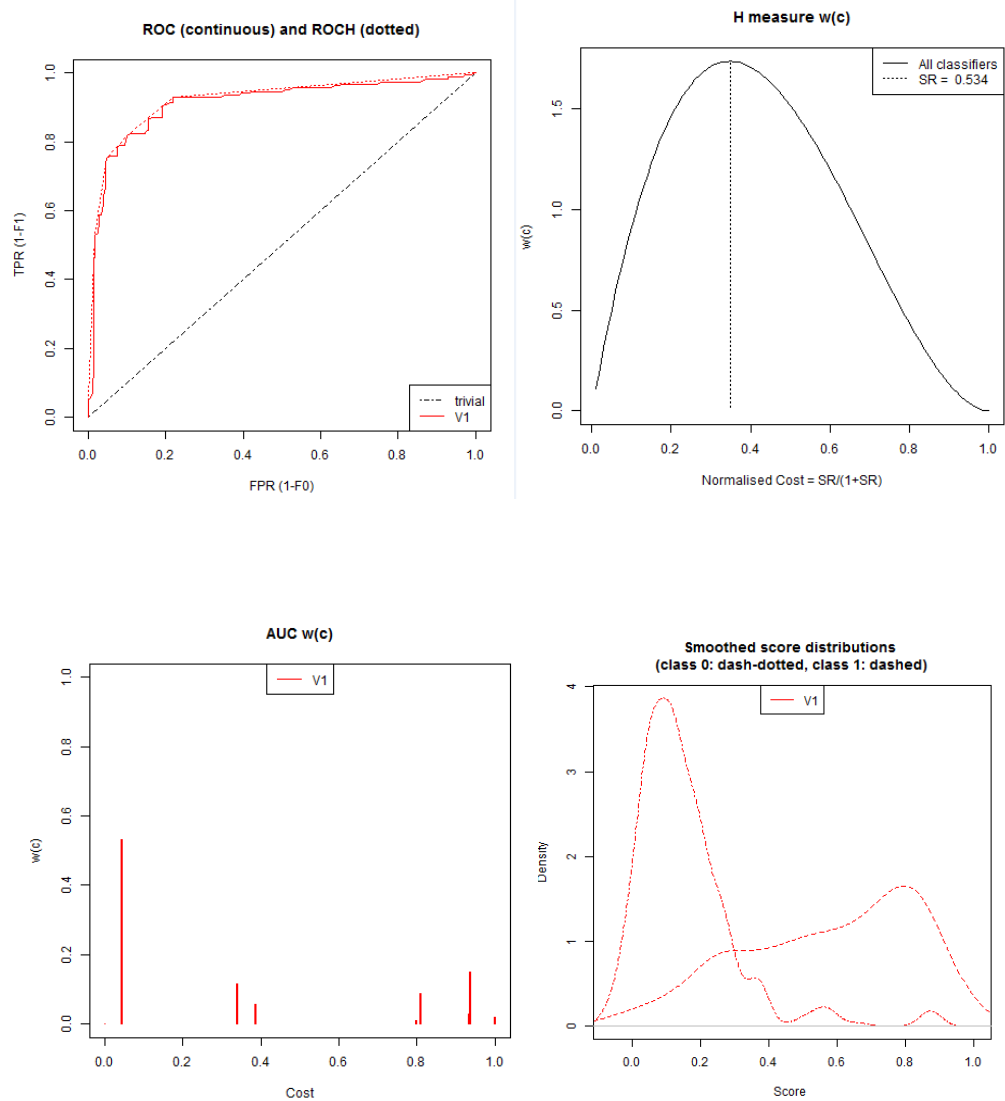 ROC (continuous) and ROCH (dotted)
TPR (1-F1)
1.0
0.8
0.6
0.4
0.2
0.0
trivial
V1
0.0 0.2 0.4 0.6 0.8 1.0
FPR (1-F0)
H measure w(c)
w(c)
1.5
1.0
0.5
0.0
All classifiers
SR = 0.534
0.0 0.2 0.4 0.6 0.8 1.0
Normalised Cost = SR/(1+SR)
AUC w(c)
w(c)
1.0
0.8
0.6
0.4
0.2
0.0
V1
0.0 0.2 0.4 0.6 0.8 1.0
Cost
Smoothed score distributions
(class 0: dash-dotted, class 1: dashed)
Density
4
3
2
1
0
V1
0.0 0.2 0.4 0.6 0.8 1.0
Score